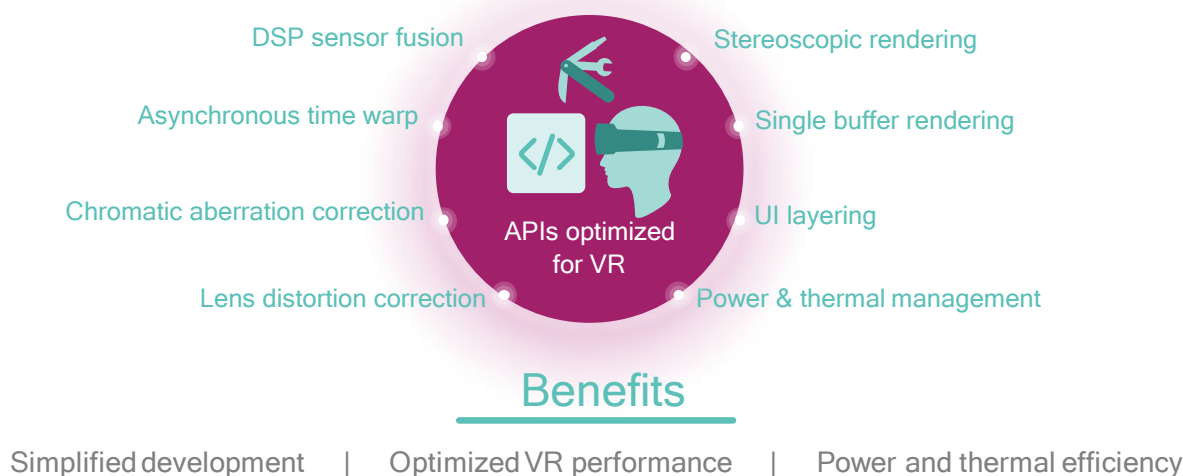 DSP sensor fusion
Stereoscopic rendering
Asynchronous time warp
Single buffer rendering
</>
Chromatic aberration correction
UI layering
APIs optimized
for VR
Lens distortion correction
Power & thermal management
Benefits
Simplified development | Optimized VR performance | Power and thermal efficiency